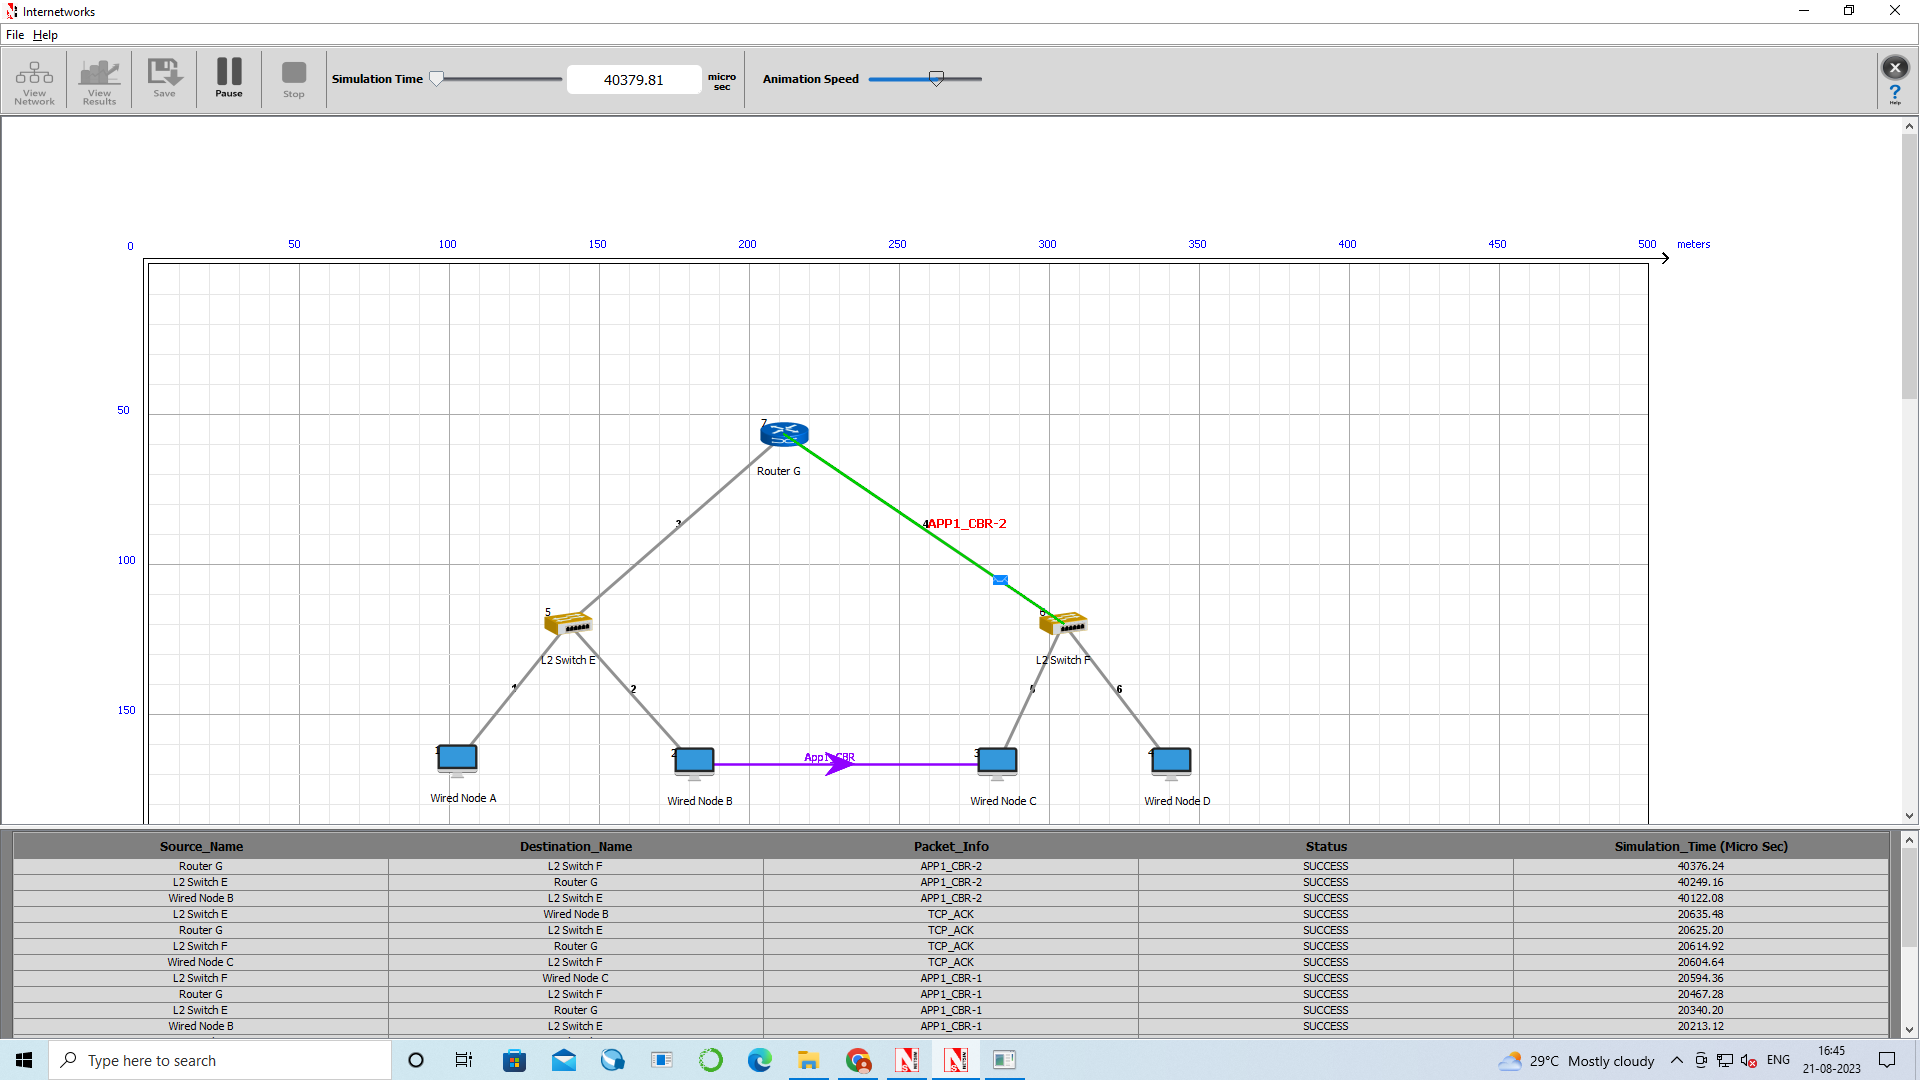 Internetworks
File Help
View Network
View Results
Save
Pause
Stop
Simulation Time
40379.81
micro sec
Animation Speed
Help
0 50 100 150 200 250 300 350 400 450 500 meters
50
7
Router G
3
4
APP1_CBR-2
100
5
6
L2 Switch E
L2 Switch F
1
2
6
150
1
2
App1_CBR
3
4
Wired Node A
Wired Node B
Wired Node C
Wired Node D
Source_Name Destination_Name Packet_Info Status Simulation_Time (Micro Sec)
Router G L2 Switch F APP1_CBR-2 SUCCESS 40376.24
L2 Switch E Router G APP1_CBR-2 SUCCESS 40249.16
Wired Node B L2 Switch E APP1_CBR-2 SUCCESS 40122.08
L2 Switch E Wired Node B TCP_ACK SUCCESS 20635.48
Router G L2 Switch E TCP_ACK SUCCESS 20625.20
L2 Switch F Router G TCP_ACK SUCCESS 20614.92
Wired Node C L2 Switch F TCP_ACK SUCCESS 20604.64
L2 Switch F Wired Node C APP1_CBR-1 SUCCESS 20594.36
Router G L2 Switch F APP1_CBR-1 SUCCESS 20467.28
L2 Switch E Router G APP1_CBR-1 SUCCESS 20340.20
Wired Node B L2 Switch E APP1_CBR-1 SUCCESS 20213.12
Type here to search
29°C Mostly cloudy
ENG
16:45
21-08-2023